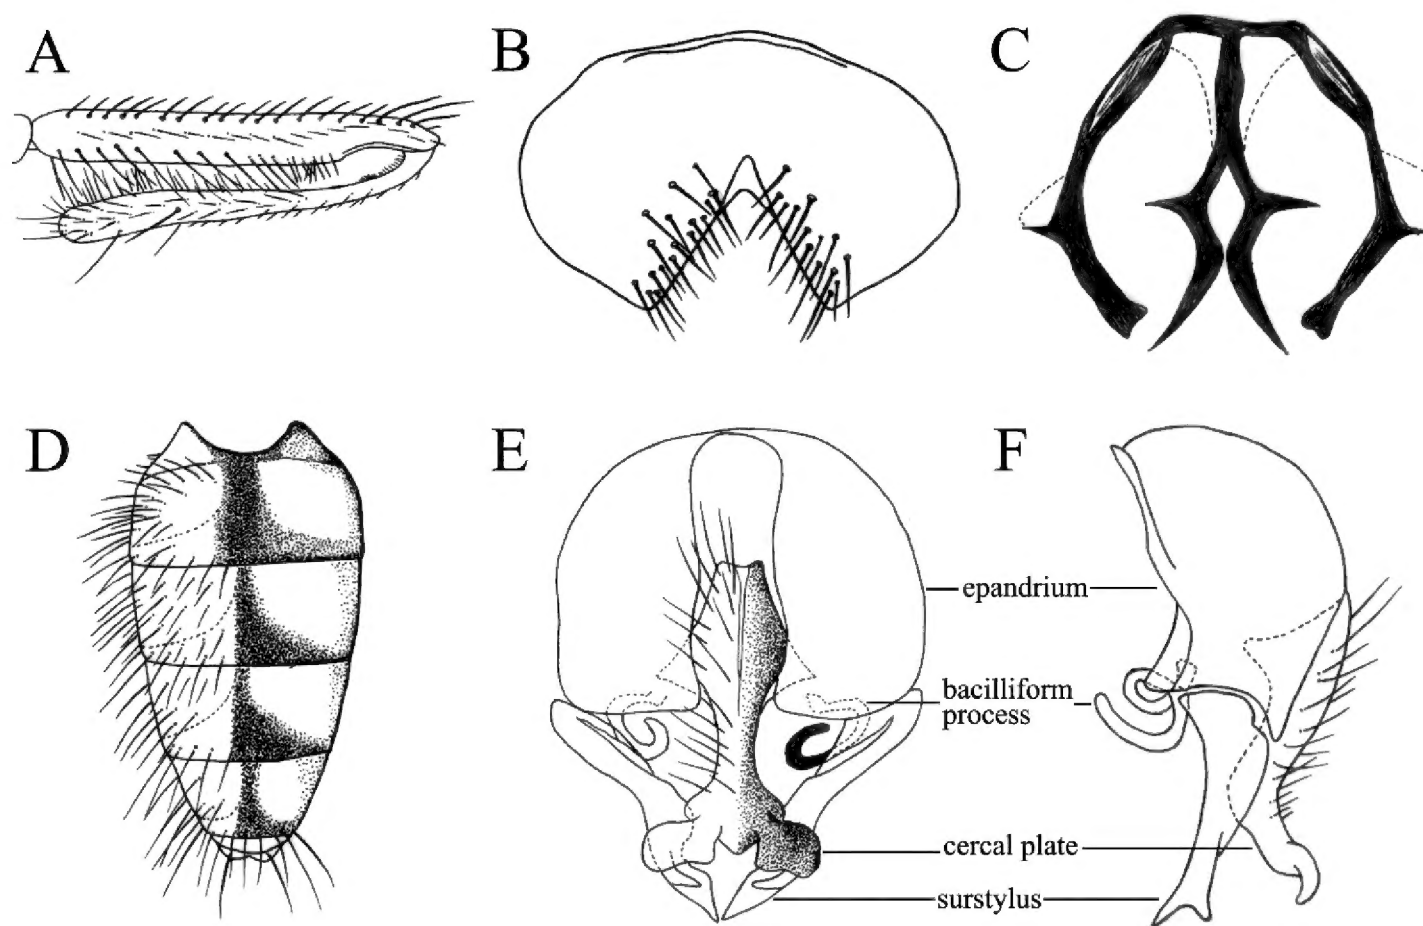 A
B
C
D
E
F
epandrium
bacilliform
process
cercal plate
surstylus